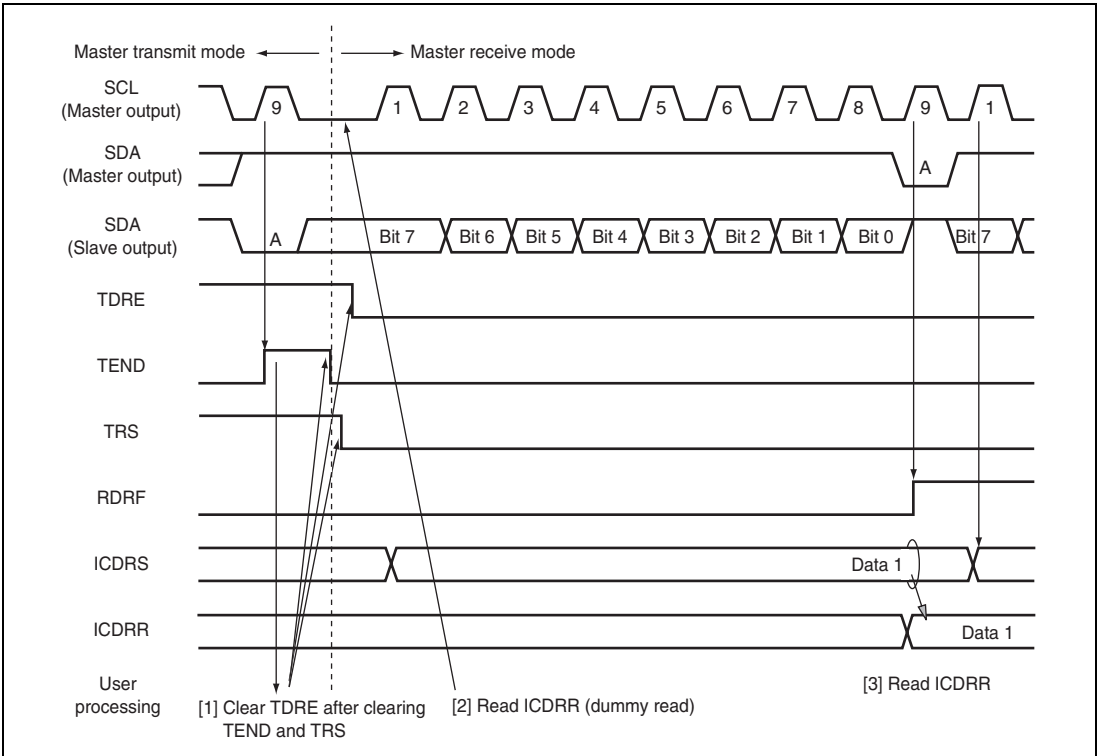 Master transmit mode
Master receive mode
SCL
(Master output)
9
1
2
3
4
5
6
7
8
9
1
SDA
(Master output)
A
SDA
(Slave output)
A
Bit 7
Bit 6
Bit 5
Bit 4
Bit 3
Bit 2
Bit 1
Bit 0
Bit 7
TDRE
TEND
TRS
RDRF
ICDRS
Data 1
ICDRR
Data 1
User
processing
[1] Clear TDRE after clearing
TEND and TRS
[2] Read ICDRR (dummy read)
[3] Read ICDRR